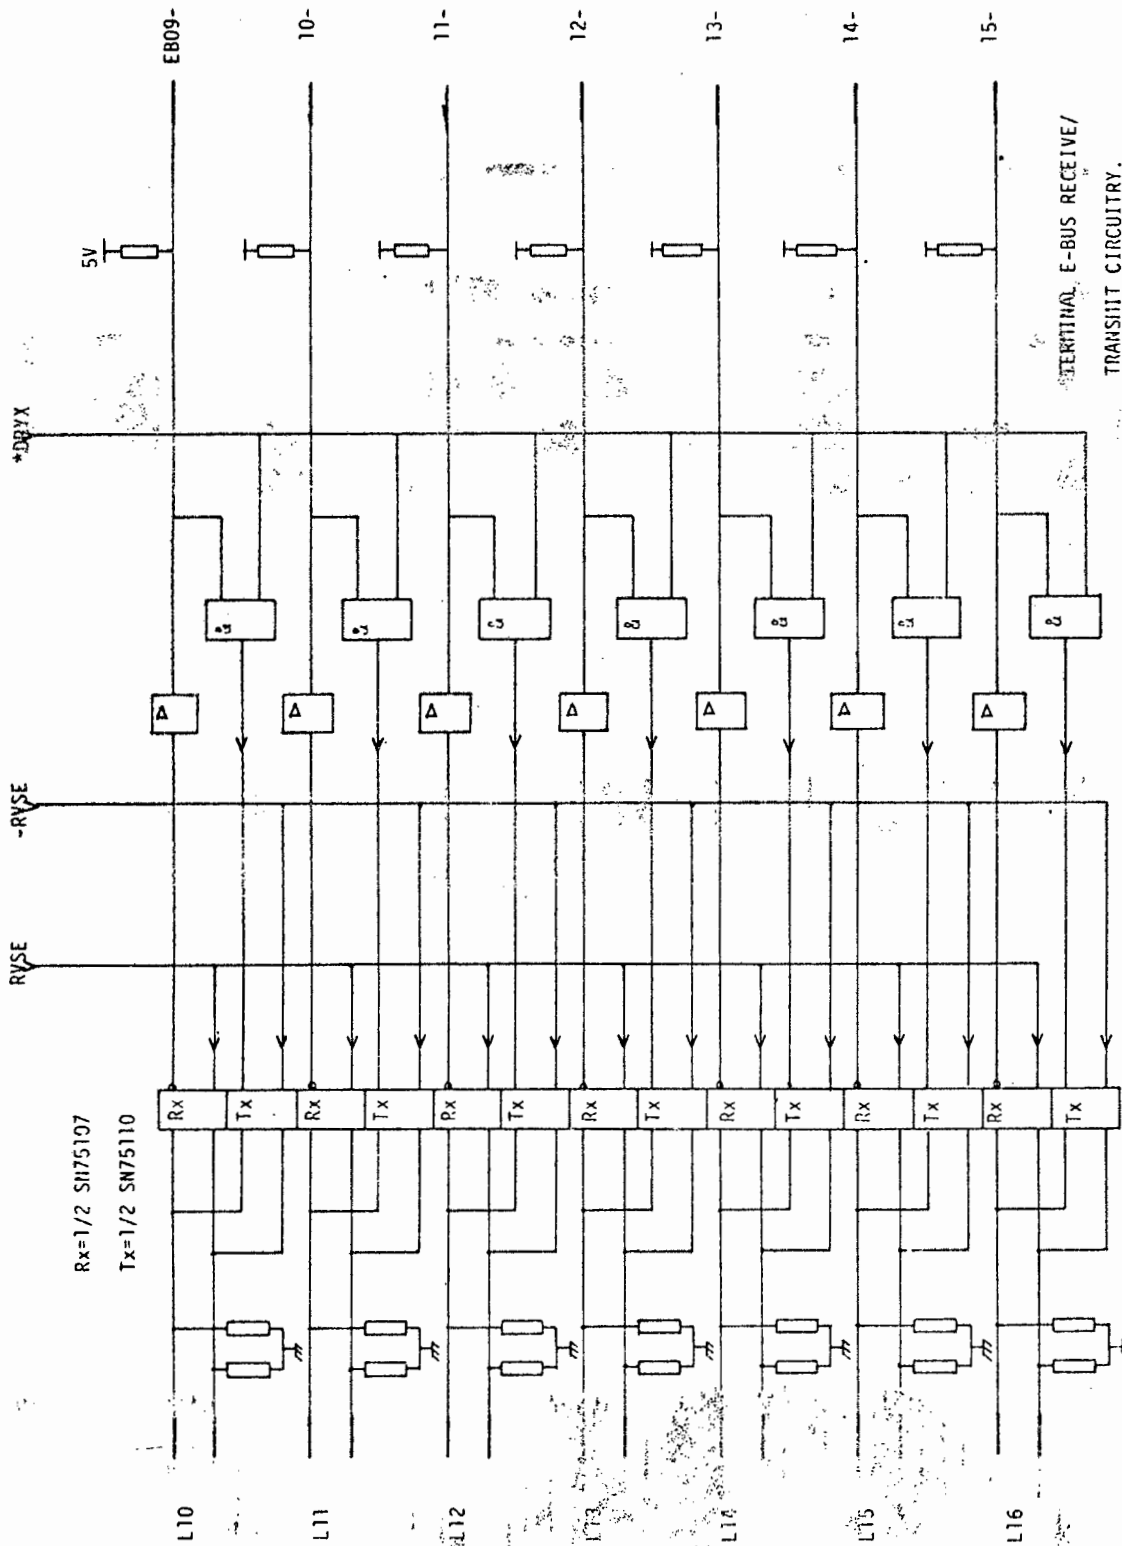 Rx=1/2 SN75107
Tx=1/2 SN75110
RVSE
-RVSE
*DRYX
5V
EB09-
10-
11-
12-
13-
14-
15-
L10
L11
L12
L13
L14
L15
L16
Rx
Tx
Rx
Tx
Rx
Tx
Rx
Tx
Rx
Tx
Rx
Tx
Rx
Tx
Δ
Δ
Δ
Δ
Δ
Δ
Δ
&
&
&
&
&
&
&
TERMINAL E-BUS RECEIVE/
TRANSMIT CIRCUITRY.